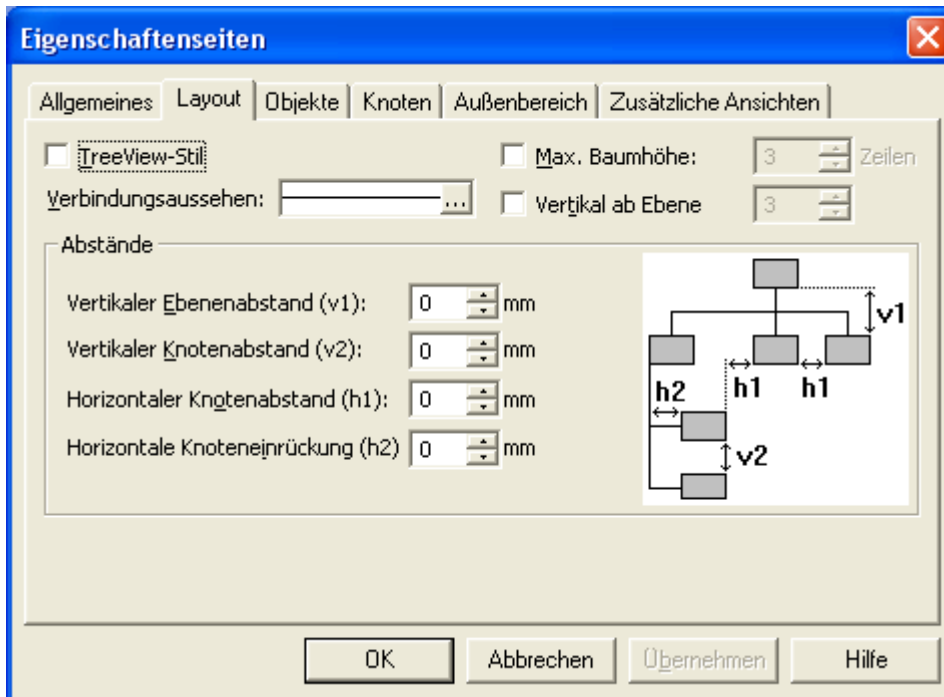 Eigenschaftenseiten
Allgemeines Layout Objekte Knoten Außenbereich Zusätzliche Ansichten
TreeView-Stil
Max. Baumhöhe: 3 Zeilen
Verbindungsaussehen: ...
Vertikal ab Ebene 3
Abstände
Vertikaler Ebenenabstand (v1): 0 mm
Vertikaler Knotenabstand (v2): 0 mm
Horizontaler Knotenabstand (h1): 0 mm
Horizontale Knoteneinrückung (h2) 0 mm
v1
h2 h1 h1
v2
OK Abbrechen Übernehmen Hilfe